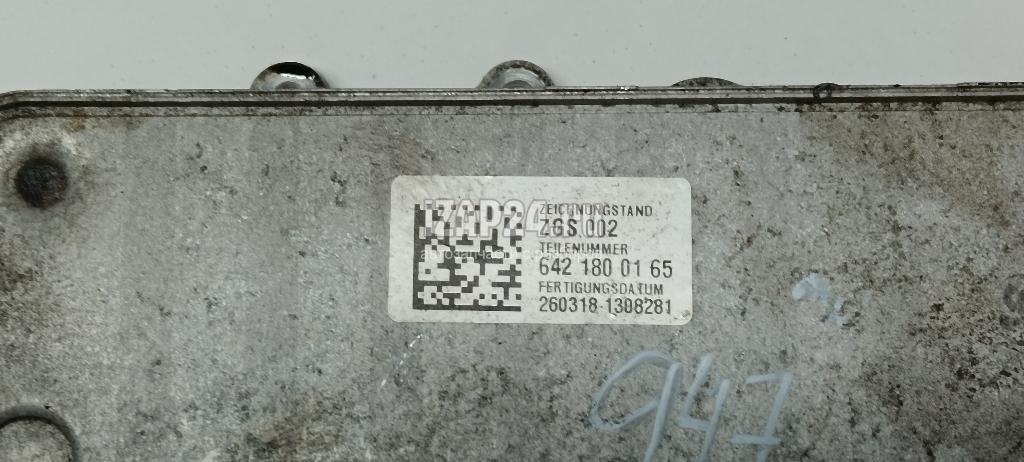 ZEICHNUNGSTAND
ZGS 002
TEILENUMMER
642 180 01 65
FERTIGUNGSDATUM
260318-1308281
947